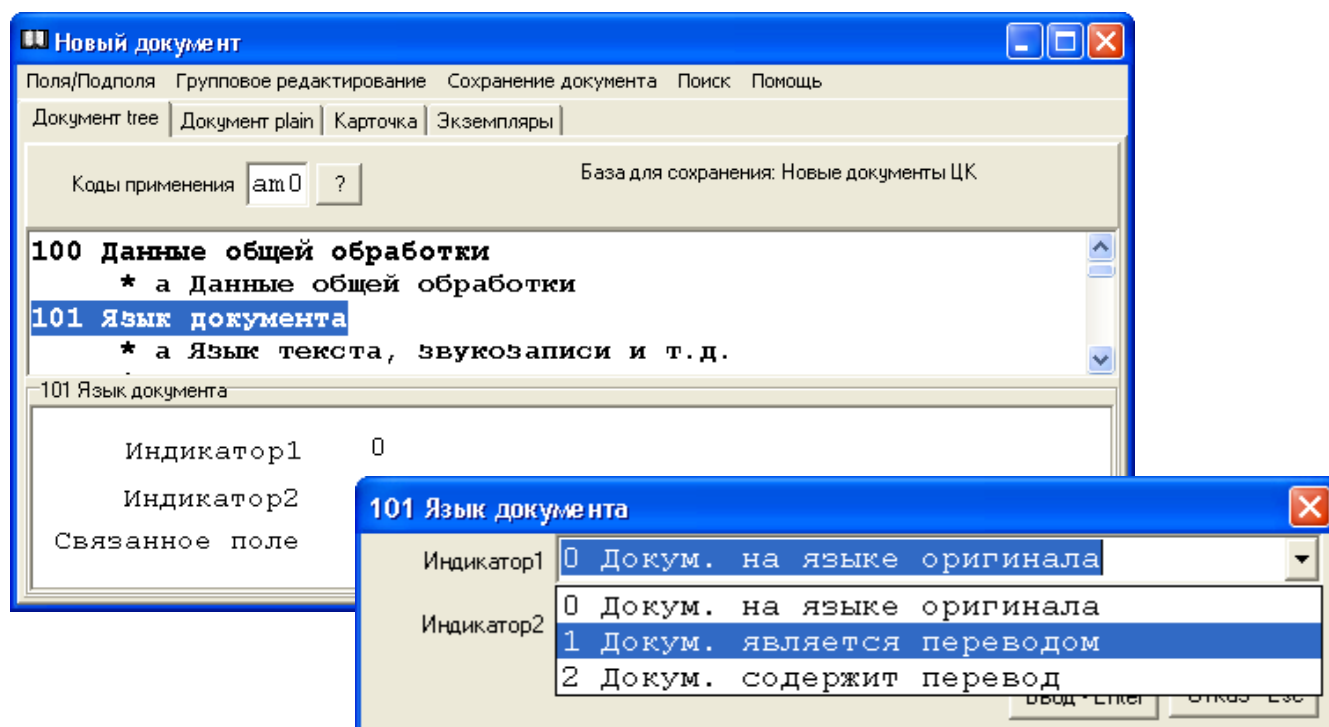 Новый документ
Поля/Подполя Групповое редактирование Сохранение документа Поиск Помощь
Документ tree Документ plain Карточка Экземпляры
Коды применения am0 ? База для сохранения: Новые документы ЦК
100 Данные общей обработки
* а Данные общей обработки
101 Язык документа
* а Язык текста, звукозаписи и т.д.
101 Язык документа
Индикатор1 0
Индикатор2
Связанное поле
101 Язык документа
Индикатор1 0 Докум. на языке оригинала
0 Докум. на языке оригинала
Индикатор2
1 Докум. является переводом
2 Докум. содержит перевод